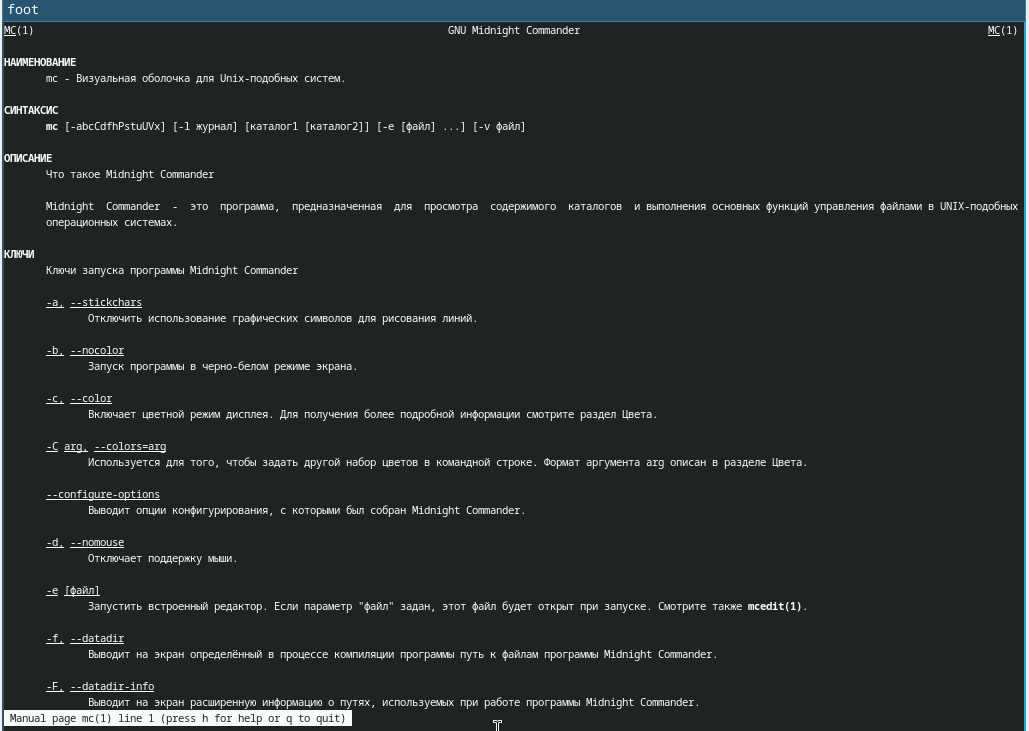 foot
MC(1) GNU Midnight Commander MC(1)
НАИМЕНОВАНИЕ
mc - Визуальная оболочка для Unix-подобных систем.
СИНТАКСИС
mc [-abcCdfhPstuUVx] [-l журнал] [каталог1 [каталог2]] [-e [файл] ...] [-v файл]
ОПИСАНИЕ
Что такое Midnight Commander
Midnight Commander - это программа, предназначенная для просмотра содержимого каталогов и выполнения основных функций управления файлами в UNIX-подобных
операционных системах.
КЛЮЧИ
Ключи запуска программы Midnight Commander
-a, --stickchars
Отключить использование графических символов для рисования линий.
-b, --nocolor
Запуск программы в черно-белом режиме экрана.
-c, --color
Включает цветной режим дисплея. Для получения более подробной информации смотрите раздел Цвета.
-C arg, --colors=arg
Используется для того, чтобы задать другой набор цветов в командной строке. Формат аргумента arg описан в разделе Цвета.
--configure-options
Выводит опции конфигурирования, с которыми был собран Midnight Commander.
-d, --nomouse
Отключает поддержку мыши.
-e [файл]
Запустить встроенный редактор. Если параметр "файл" задан, этот файл будет открыт при запуске. Смотрите также mcedit(1).
-f, --datadir
Выводит на экран определённый в процессе компиляции программы путь к файлам программы Midnight Commander.
-F, --datadir-info
Выводит на экран расширенную информацию о путях, используемых при работе программы Midnight Commander.
Manual page mc(1) line 1 (press h for help or q to quit)